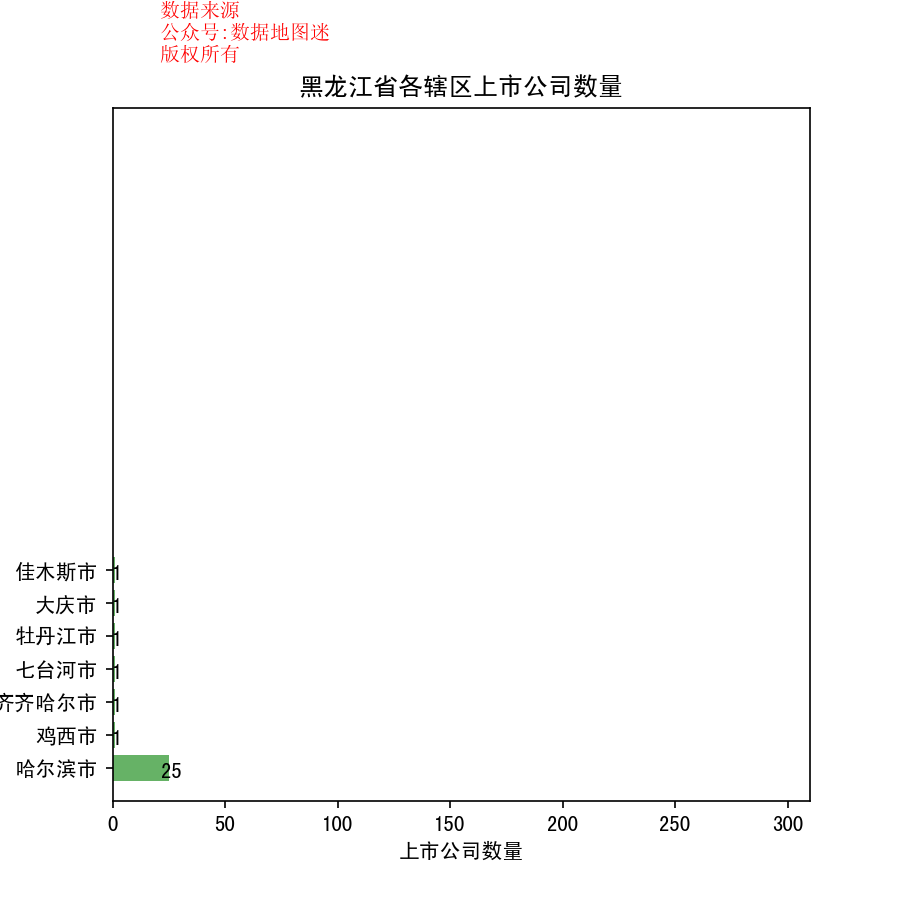 数据来源
公众号:数据地图迷
版权所有
黑龙江省各辖区上市公司数量
佳木斯市 1
大庆市 1
牡丹江市 1
七台河市 1
齐齐哈尔市 1
鸡西市 1
哈尔滨市 25
0 50 100 150 200 250 300
上市公司数量